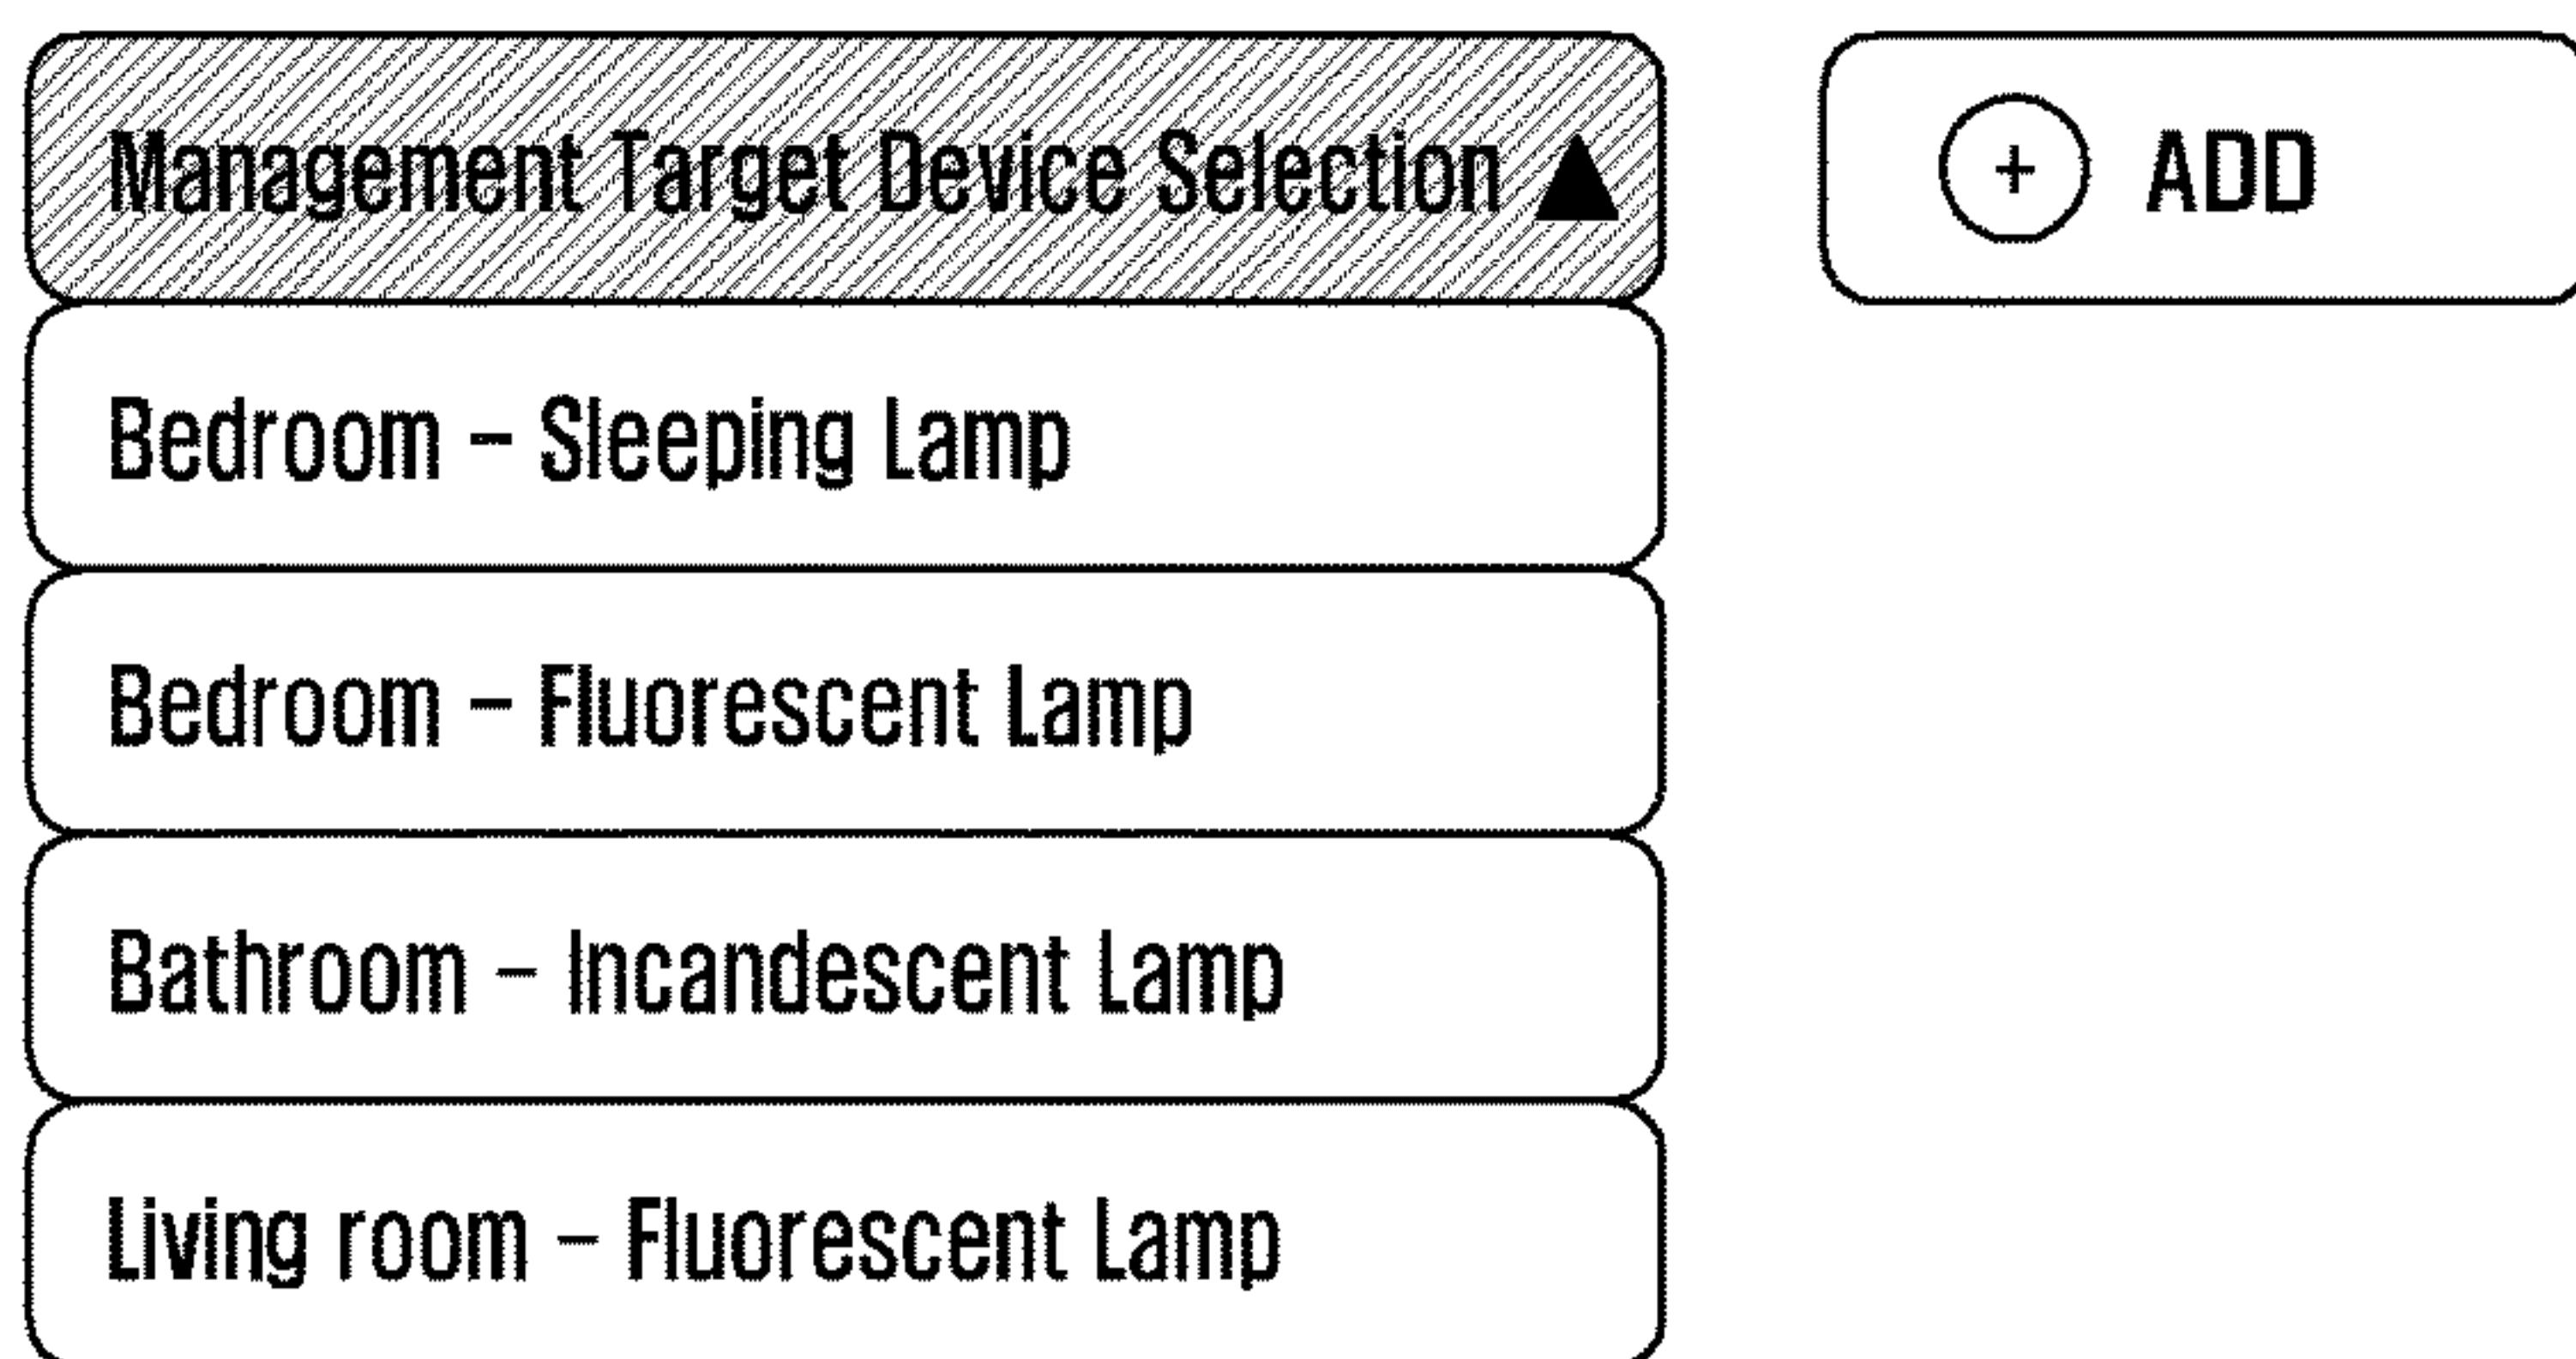 Management Target Device Selection ▲
+ ADD
Bedroom – Sleeping Lamp
Bedroom – Fluorescent Lamp
Bathroom – Incandescent Lamp
Living room – Fluorescent Lamp